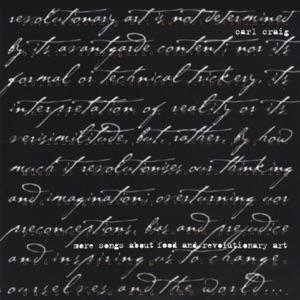 revolutionary art is not determined
carl craig
by its avantgarde content; nor its
formal or technical trickery, its
interpretation of reality or its
verisimilitude, but, rather, by how
much it revolutionises our thinking
and imagination; overturning our
preconceptions, bias and prejudice
more songs about food and revolutionary art
and inspiring us to change
ourselves and the world....